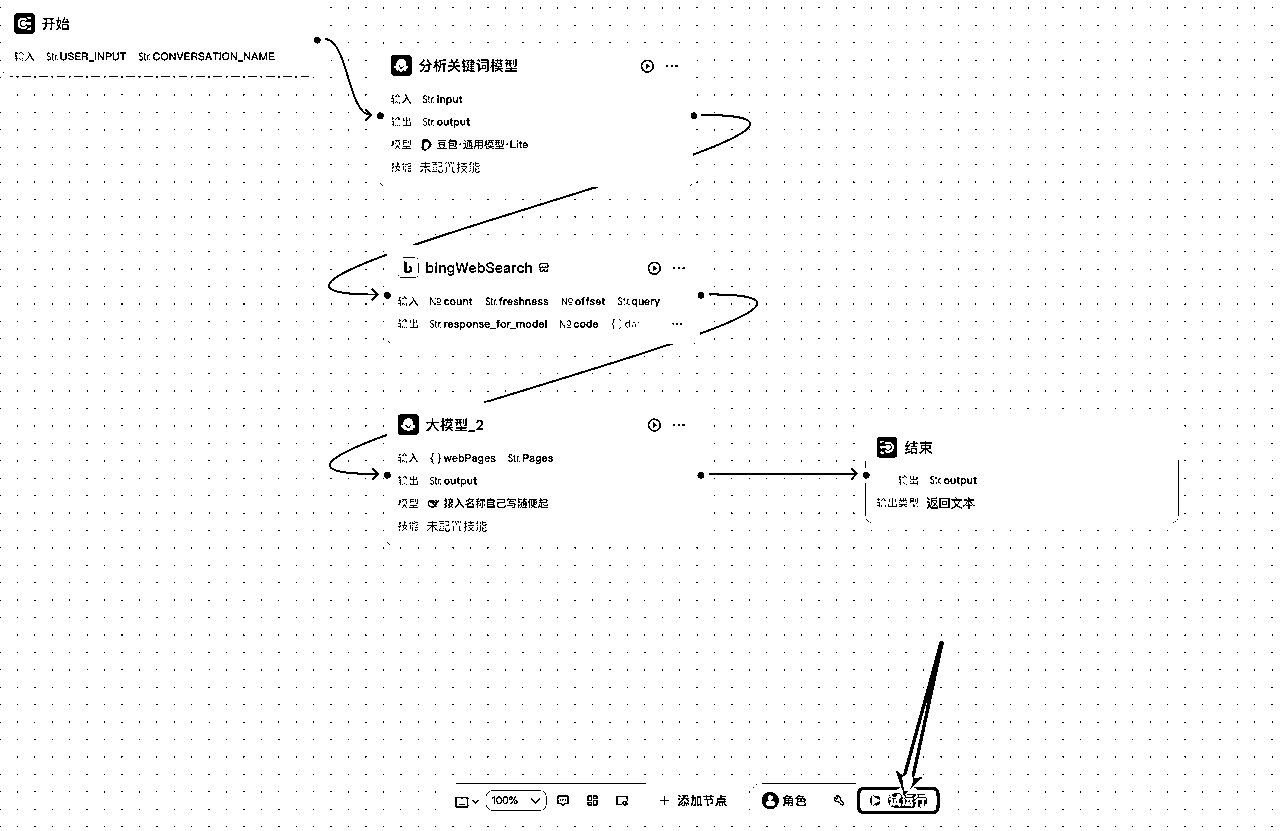 开始
输入 Str. USER_INPUT Str. CONVERSATION_NAME
分析关键词模型
输入 Str. input
输出 Str. output
模型 豆包·通用模型·Lite
技能 未配置技能
bingWebSearch
输入 № count Str. freshness № offset Str. query
输出 Str. response_for_model № code { } da
大模型_2
输入 { } webPages Str. Pages
输出 Str. output
模型 接入名称自己写随便起
技能 未配置技能
结束
输出 Str. output
输出类型 返回文本
100% 添加节点 角色 试运行